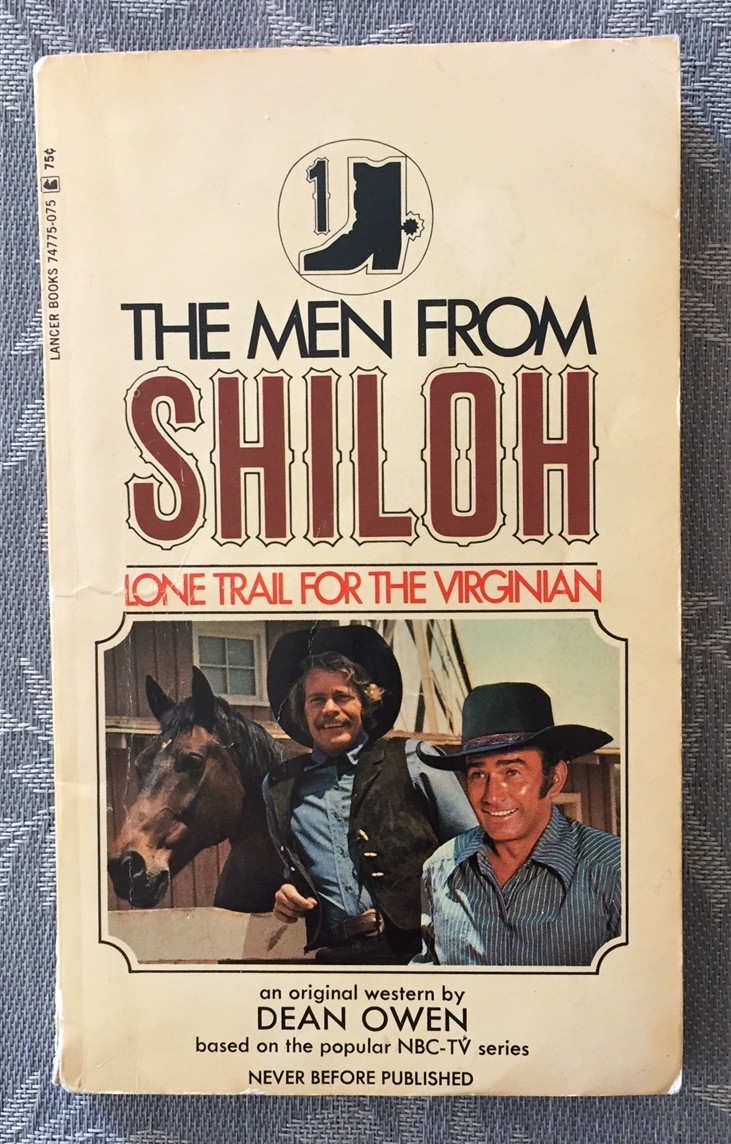 LANCER BOOKS 74775-075 75¢
1
THE MEN FROM
SHILOH
LONE TRAIL FOR THE VIRGINIAN
an original western by
DEAN OWEN
based on the popular NBC-TV series
NEVER BEFORE PUBLISHED